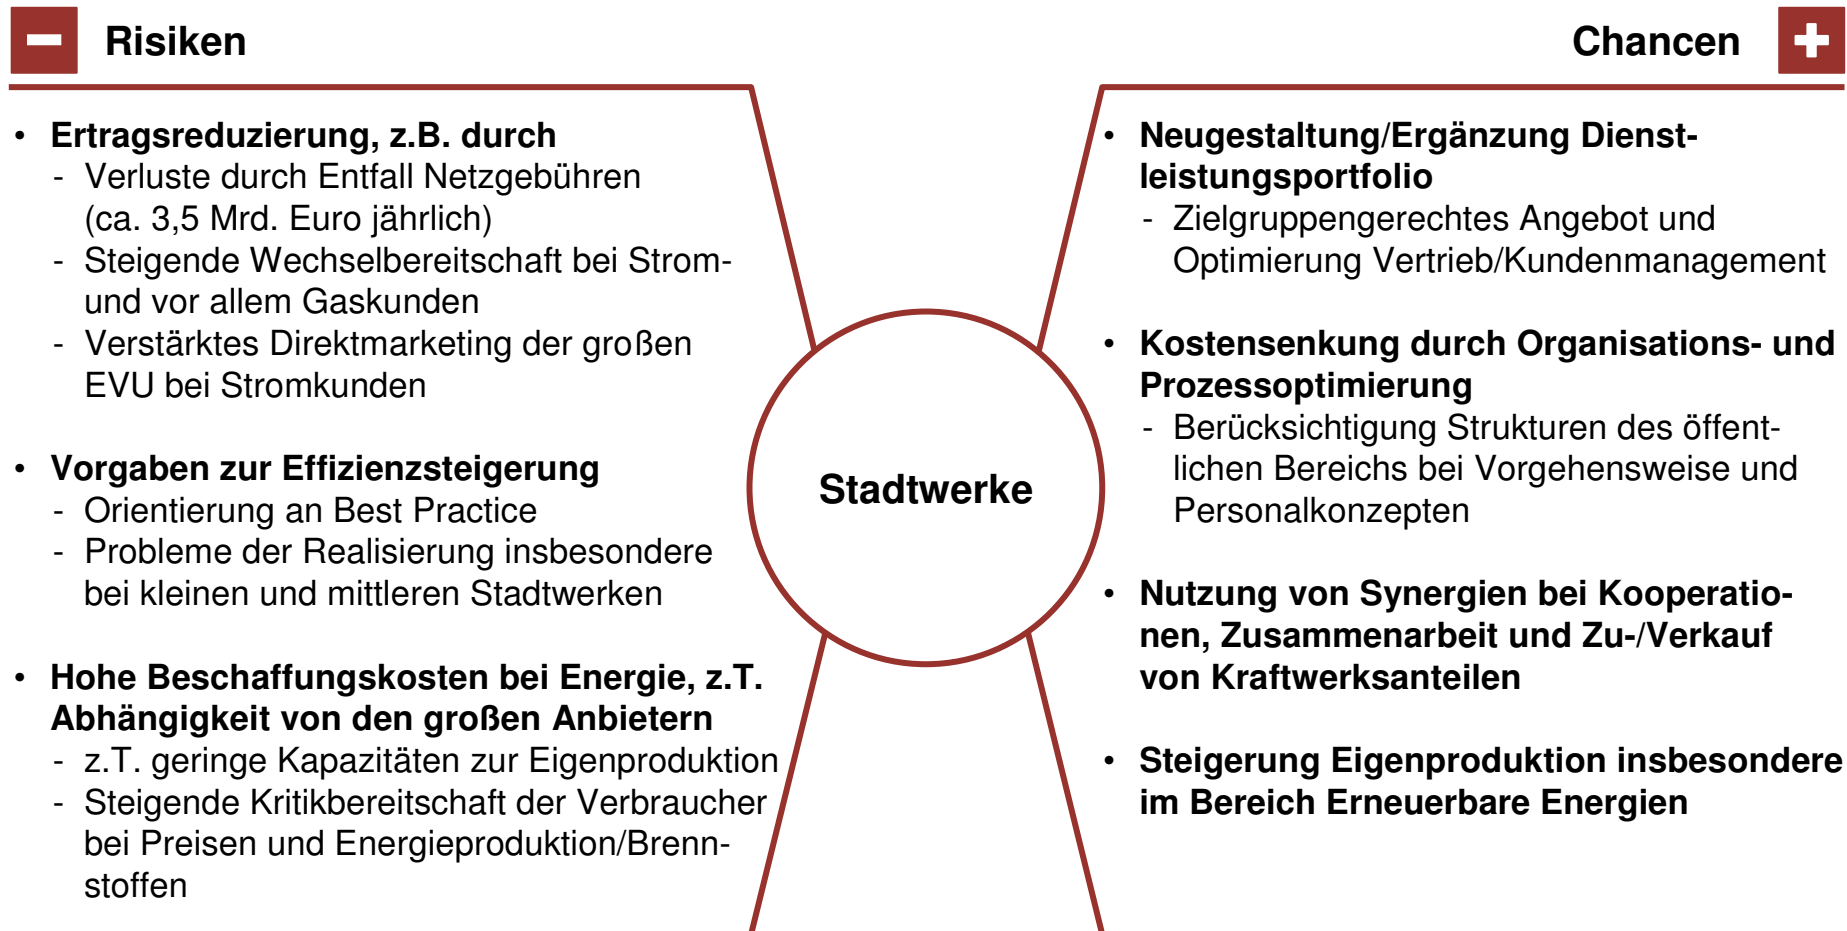 Risiken
• Ertragsreduzierung, z.B. durch
- Verluste durch Entfall Netzgebühren
(ca. 3,5 Mrd. Euro jährlich)
- Steigende Wechselbereitschaft bei Strom-
und vor allem Gaskunden
- Verstärktes Direktmarketing der großen
EVU bei Stromkunden
• Vorgaben zur Effizienzsteigerung
- Orientierung an Best Practice
- Probleme der Realisierung insbesondere
bei kleinen und mittleren Stadtwerken
• Hohe Beschaffungskosten bei Energie, z.T.
Abhängigkeit von den großen Anbietern
- z.T. geringe Kapazitäten zur Eigenproduktion
- Steigende Kritikbereitschaft der Verbraucher
bei Preisen und Energieproduktion/Brenn-
stoffen
Stadtwerke
Chancen
• Neugestaltung/Ergänzung Dienst-
leistungsportfolio
- Zielgruppengerechtes Angebot und
Optimierung Vertrieb/Kundenmanagement
• Kostensenkung durch Organisations- und
Prozessoptimierung
- Berücksichtigung Strukturen des öffent-
lichen Bereichs bei Vorgehensweise und
Personalkonzepten
• Nutzung von Synergien bei Kooperatio-
nen, Zusammenarbeit und Zu-/Verkauf
von Kraftwerksanteilen
• Steigerung Eigenproduktion insbesondere
im Bereich Erneuerbare Energien